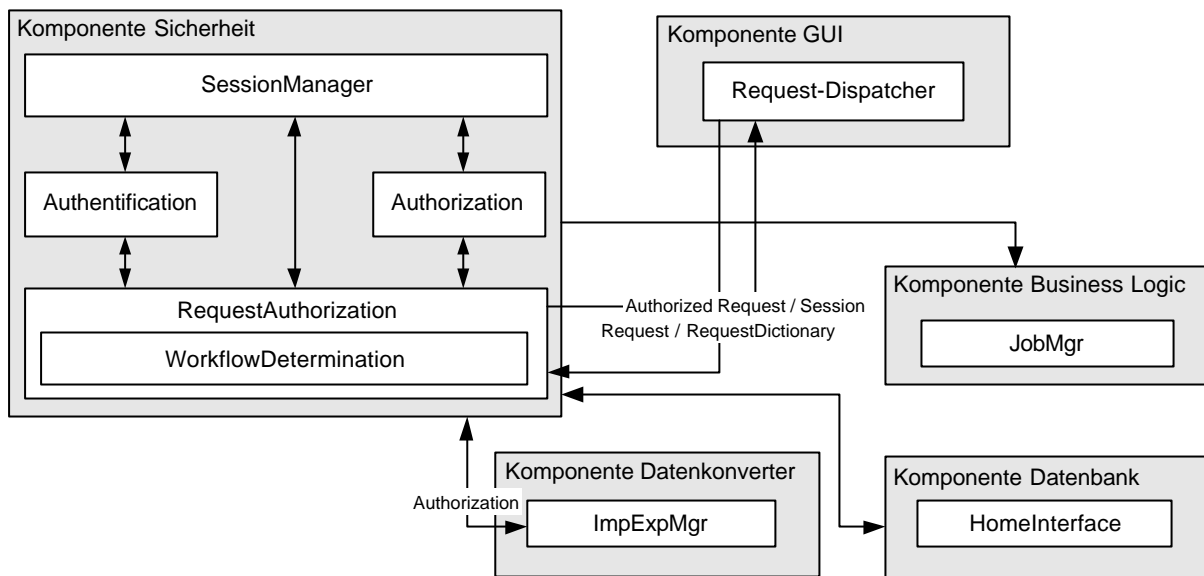 Komponente Sicherheit
SessionManager
Authentification
Authorization
RequestAuthorization
WorkflowDetermination
Komponente GUI
Request-Dispatcher
Authorized Request / Session
Request / RequestDictionary
Komponente Business Logic
JobMgr
Komponente Datenkonverter
Authorization
ImpExpMgr
Komponente Datenbank
HomeInterface